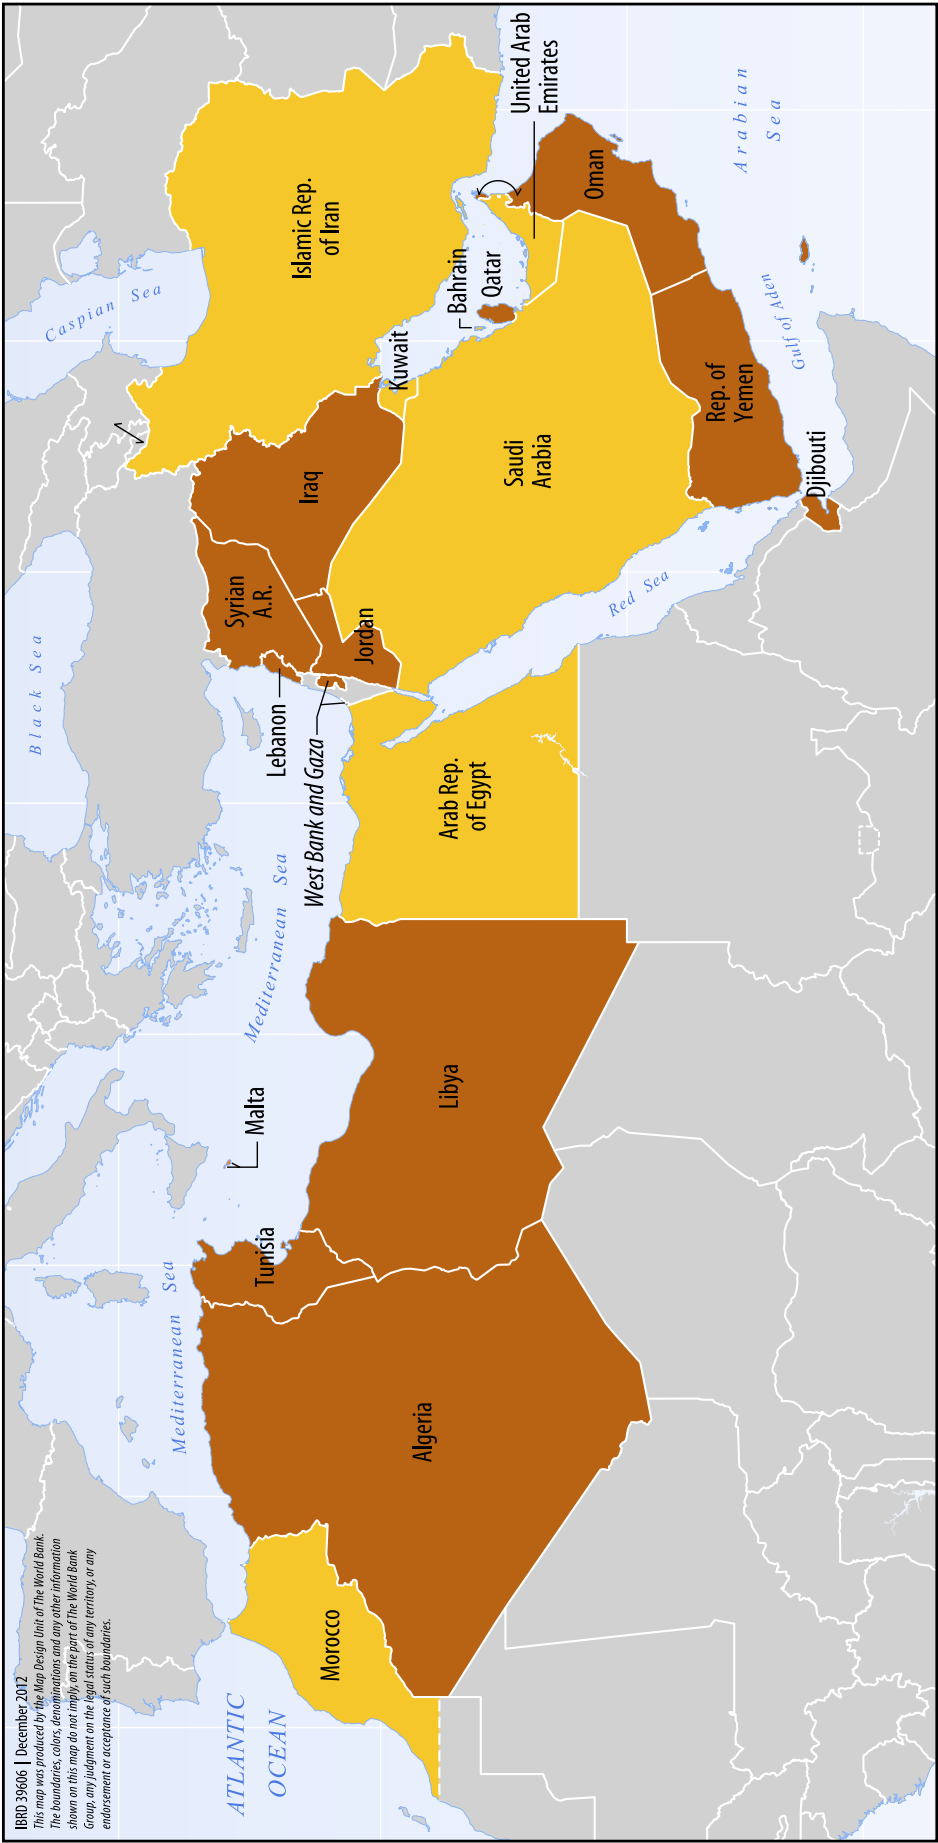 IBRD 39606 | December 2012
This map was produced by the Map Design Unit of The World Bank.
The boundaries, colors, denominations and any other information
shown on this map do not imply, on the part of The World Bank
Group, any judgment on the legal status of any territory, or any
endorsement or acceptance of such boundaries.
ATLANTIC
OCEAN
Morocco
Algeria
Mediterranean Sea
Tunisia
Malta
Libya
Mediterranean Sea
Black Sea
Lebanon
West Bank and Gaza
Arab Rep.
of Egypt
Syrian
A.R.
Jordan
Iraq
Red Sea
Caspian Sea
Kuwait
Saudi
Arabia
Rep. of
Yemen
Djibouti
Islamic Rep.
of Iran
Bahrain
Qatar
Gulf of Aden
United Arab
Emirates
Oman
Arabian
Sea